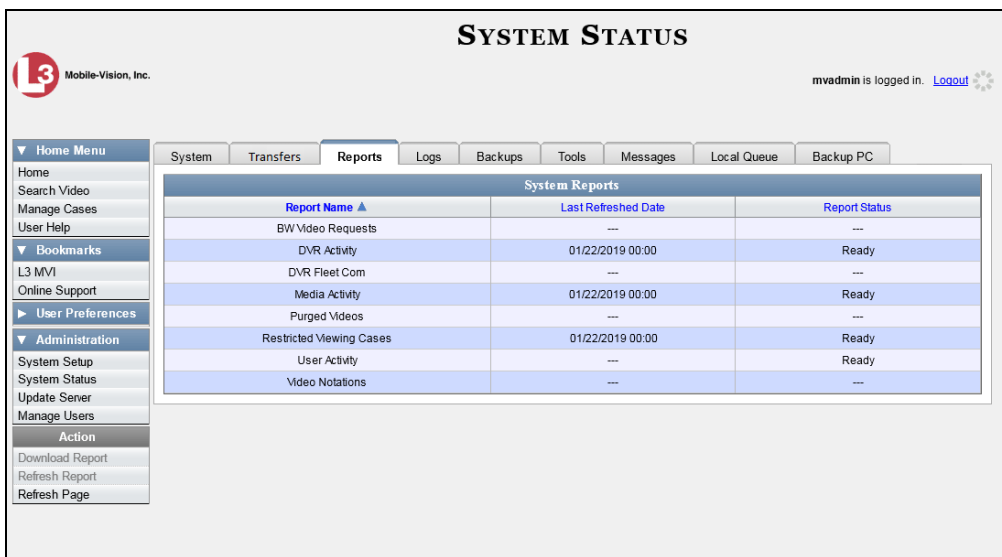 SYSTEM STATUS
L3 Mobile-Vision, Inc.
mvadmin is logged in. Logout
▼ Home Menu
Home
Search Video
Manage Cases
User Help
▼ Bookmarks
L3 MVI
Online Support
▶ User Preferences
▼ Administration
System Setup
System Status
Update Server
Manage Users
Action
Download Report
Refresh Report
Refresh Page
System Transfers Reports Logs Backups Tools Messages Local Queue Backup PC
System Reports
Report Name ▲ Last Refreshed Date Report Status
BW Video Requests --- ---
DVR Activity 01/22/2019 00:00 Ready
DVR Fleet Com --- ---
Media Activity 01/22/2019 00:00 Ready
Purged Videos --- ---
Restricted Viewing Cases 01/22/2019 00:00 Ready
User Activity --- Ready
Video Notations --- ---